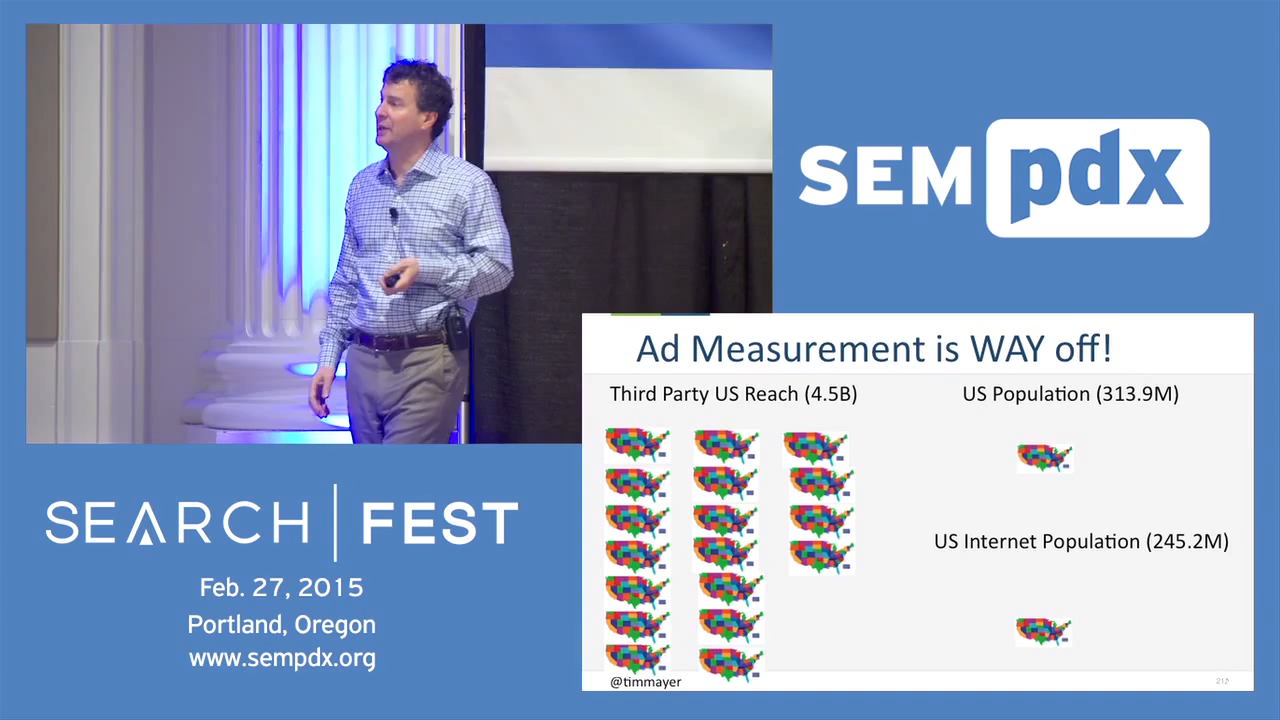 SEM pdx
Ad Measurement is WAY off!
Third Party US Reach (4.5B)
US Population (313.9M)
US Internet Population (245.2M)
@timmayer
SEARCH FEST
Feb. 27, 2015
Portland, Oregon
www.sempdx.org